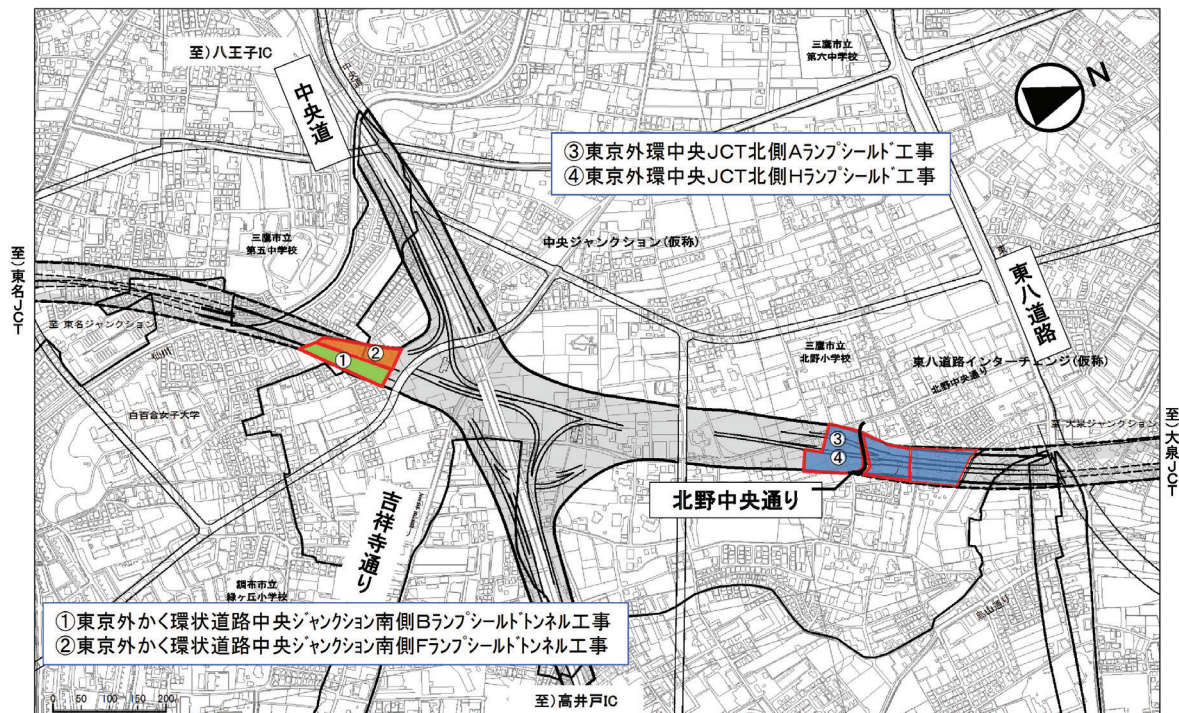 至)八王子IC
中央道
三鷹市立
第六中学校
N
③東京外環中央JCT北側Aランプシールド工事
④東京外環中央JCT北側Hランプシールド工事
三鷹市立
第五中学校
中央ジャンクション(仮称)
至)東名JCT
東八道路
至 東名ジャンクション
仙川
①
②
三鷹市立
北野小学校
東八道路インターチェンジ(仮称)
北野中央通り
白百合女子大学
③
④
至 大泉ジャンクション
至)大泉JCT
北野中央通り
吉祥寺通り
調布市立
緑ヶ丘小学校
烏山通り
①東京外かく環状道路中央ジャンクション南側Bランプシールドトンネル工事
②東京外かく環状道路中央ジャンクション南側Fランプシールドトンネル工事
0 50 100 150 200
至)高井戸IC